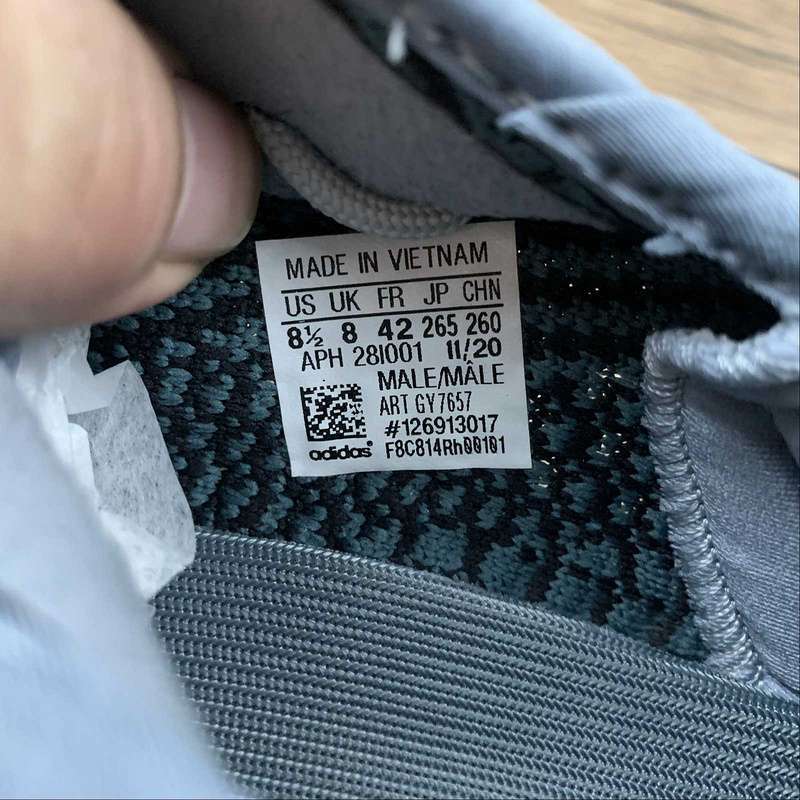 MADE IN VIETNAM
US UK FR JP CHN
8½ 8 42 265 260
APH 28I001 11/20
MALE/MÂLE
ART GY7657
#126913017
adidas® F8C814Rh00101